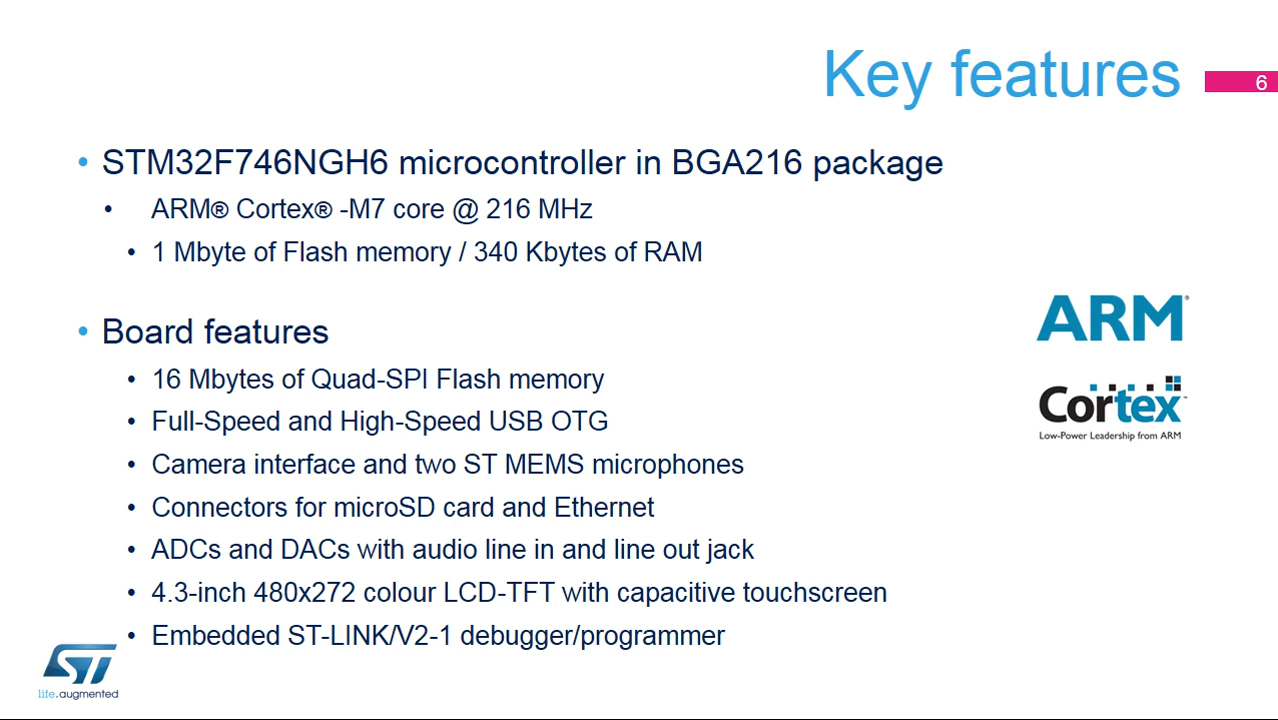 Key features
6
• STM32F746NGH6 microcontroller in BGA216 package
• ARM® Cortex® -M7 core @ 216 MHz
• 1 Mbyte of Flash memory / 340 Kbytes of RAM
• Board features
• 16 Mbytes of Quad-SPI Flash memory
• Full-Speed and High-Speed USB OTG
• Camera interface and two ST MEMS microphones
• Connectors for microSD card and Ethernet
• ADCs and DACs with audio line in and line out jack
• 4.3-inch 480x272 colour LCD-TFT with capacitive touchscreen
• Embedded ST-LINK/V2-1 debugger/programmer
ARM®
Cortex™
Low-Power Leadership from ARM
ST
life.augmented